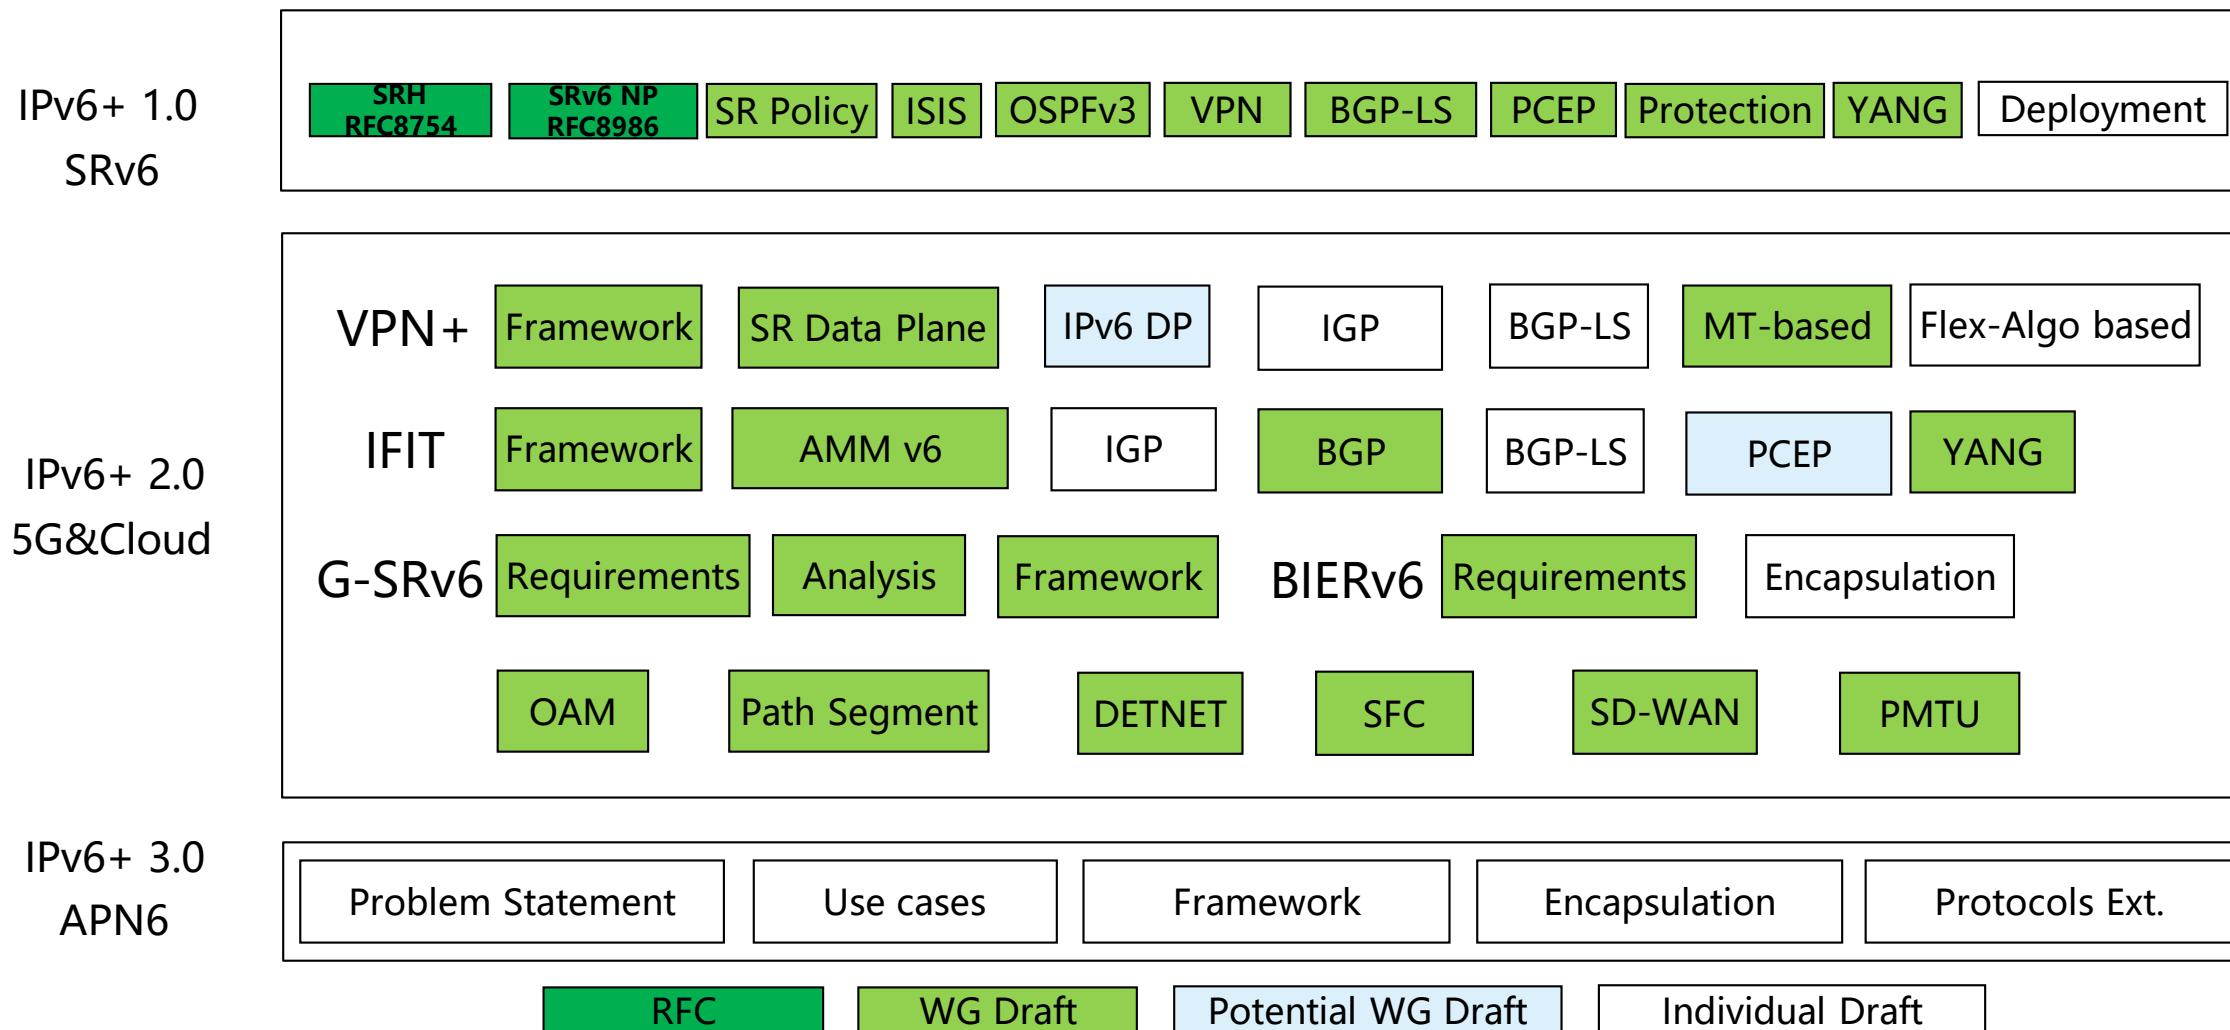 IPv6+ 1.0
SRv6
SRH
RFC8754
SRv6 NP
RFC8986
SR Policy
ISIS
OSPFv3
VPN
BGP-LS
PCEP
Protection
YANG
Deployment
IPv6+ 2.0
5G&Cloud
VPN+
Framework
SR Data Plane
IPv6 DP
IGP
BGP-LS
MT-based
Flex-Algo based
IFIT
Framework
AMM v6
IGP
BGP
BGP-LS
PCEP
YANG
G-SRv6
Requirements
Analysis
Framework
BIERv6
Requirements
Encapsulation
OAM
Path Segment
DETNET
SFC
SD-WAN
PMTU
IPv6+ 3.0
APN6
Problem Statement
Use cases
Framework
Encapsulation
Protocols Ext.
RFC
WG Draft
Potential WG Draft
Individual Draft